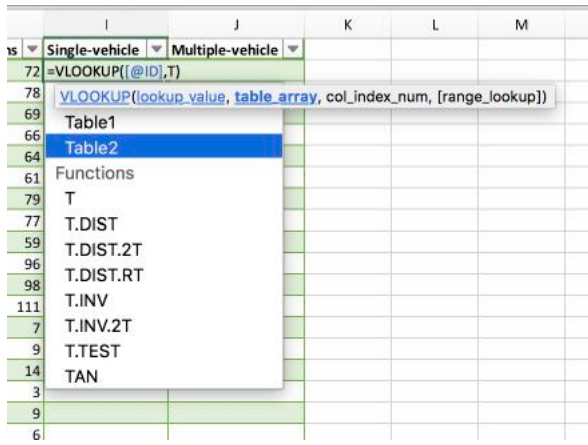 I J K L M
ns Single-vehicle Multiple-vehicle
72 =VLOOKUP([@ID],T)
78 VLOOKUP(lookup_value, table_array, col_index_num, [range_lookup])
69 Table1
66 Table2
64
61 Functions
79 T
77 T.DIST
59 T.DIST.2T
96 T.DIST.RT
98 T.INV
111 T.INV.2T
7 T.TEST
9 TAN
14
3
9
6